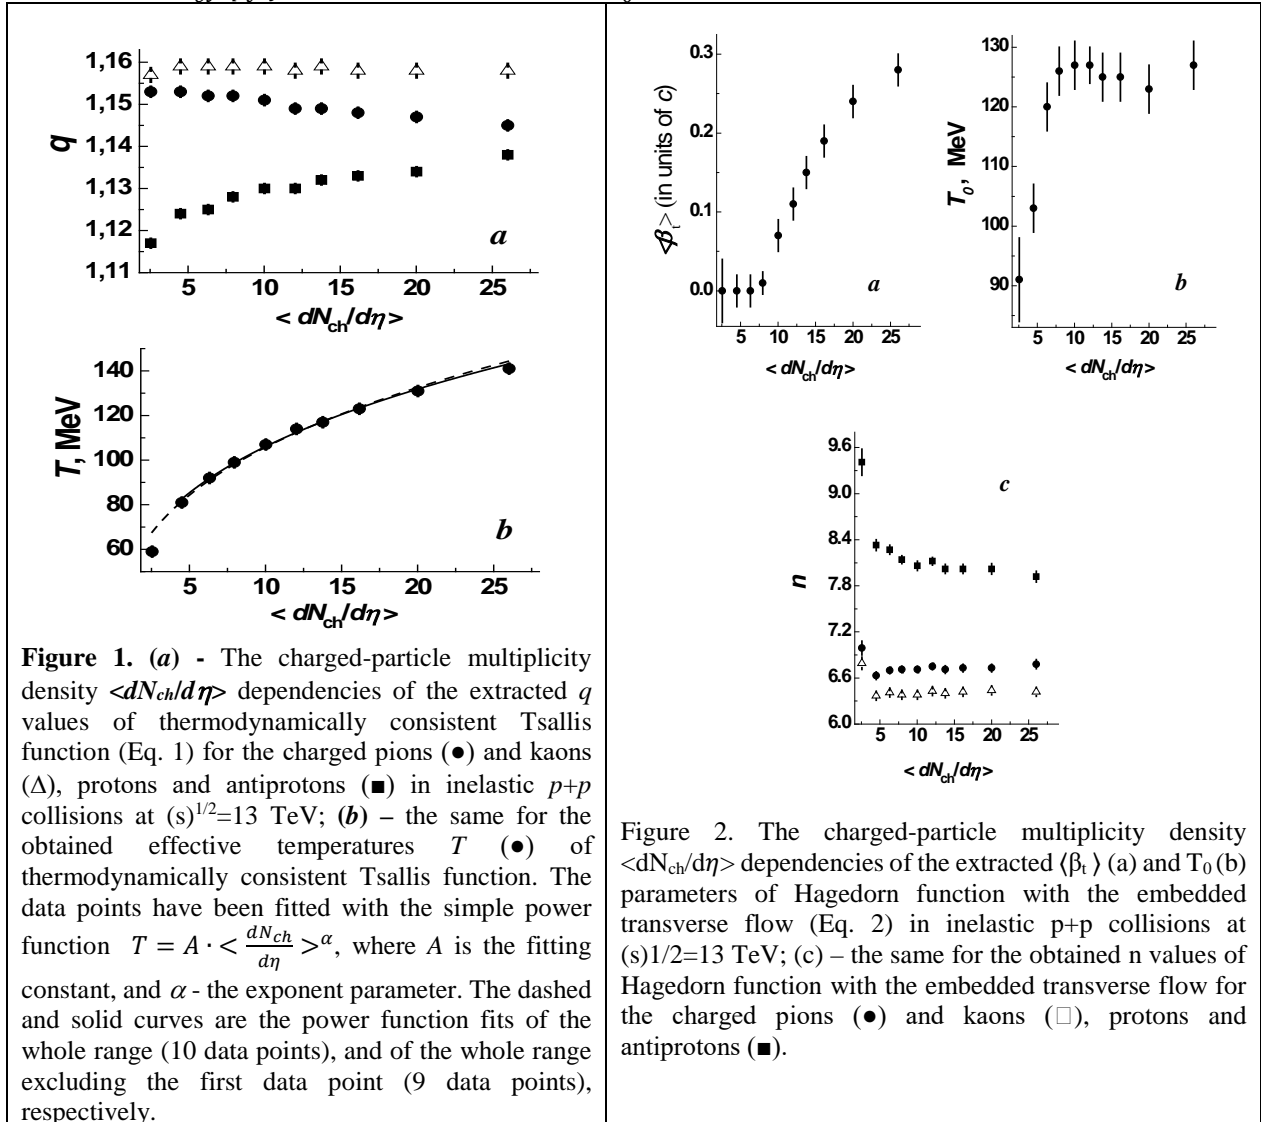 1,16
1,15
1,14
1,13
1,12
1,11
q
a
5 10 15 20 25
< dN_ch/dη >
140
120
100
80
60
T, MeV
b
5 10 15 20 25
< dN_ch/dη >
Figure 1. (a) - The charged-particle multiplicity
density <dN_ch/dη> dependencies of the extracted q
values of thermodynamically consistent Tsallis
function (Eq. 1) for the charged pions (●) and kaons
(Δ), protons and antiprotons (■) in inelastic p+p
collisions at (s)^1/2=13 TeV; (b) – the same for the
obtained effective temperatures T (●) of
thermodynamically consistent Tsallis function. The
data points have been fitted with the simple power
function T = A · < dN_ch/dη >^α, where A is the fitting
constant, and α - the exponent parameter. The dashed
and solid curves are the power function fits of the
whole range (10 data points), and of the whole range
excluding the first data point (9 data points),
respectively.
0.3
0.2
0.1
0.0
<β_t> (in units of c)
a
5 10 15 20 25
< dN_ch/dη >
130
120
110
100
90
T_0, MeV
b
5 10 15 20 25
< dN_ch/dη >
9.6
9.0
8.4
7.8
7.2
6.6
6.0
n
c
5 10 15 20 25
< dN_ch/dη >
Figure 2. The charged-particle multiplicity density
<dN_ch/dη> dependencies of the extracted ⟨β_t ⟩ (a) and T_0 (b)
parameters of Hagedorn function with the embedded
transverse flow (Eq. 2) in inelastic p+p collisions at
(s)1/2=13 TeV; (c) – the same for the obtained n values of
Hagedorn function with the embedded transverse flow for
the charged pions (●) and kaons (□), protons and
antiprotons (■).